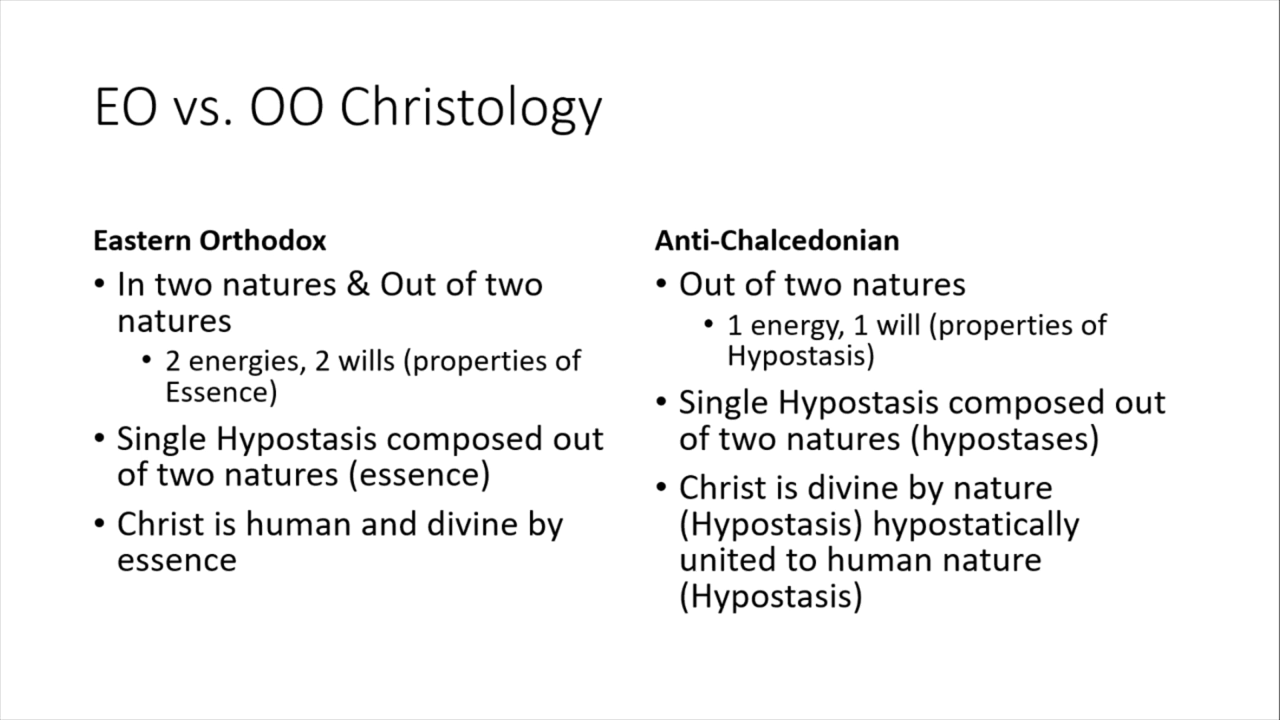 EO vs. OO Christology
Eastern Orthodox
• In two natures & Out of two
natures
• 2 energies, 2 wills (properties of
Essence)
• Single Hypostasis composed out
of two natures (essence)
• Christ is human and divine by
essence
Anti-Chalcedonian
• Out of two natures
• 1 energy, 1 will (properties of
Hypostasis)
• Single Hypostasis composed out
of two natures (hypostases)
• Christ is divine by nature
(Hypostasis) hypostatically
united to human nature
(Hypostasis)